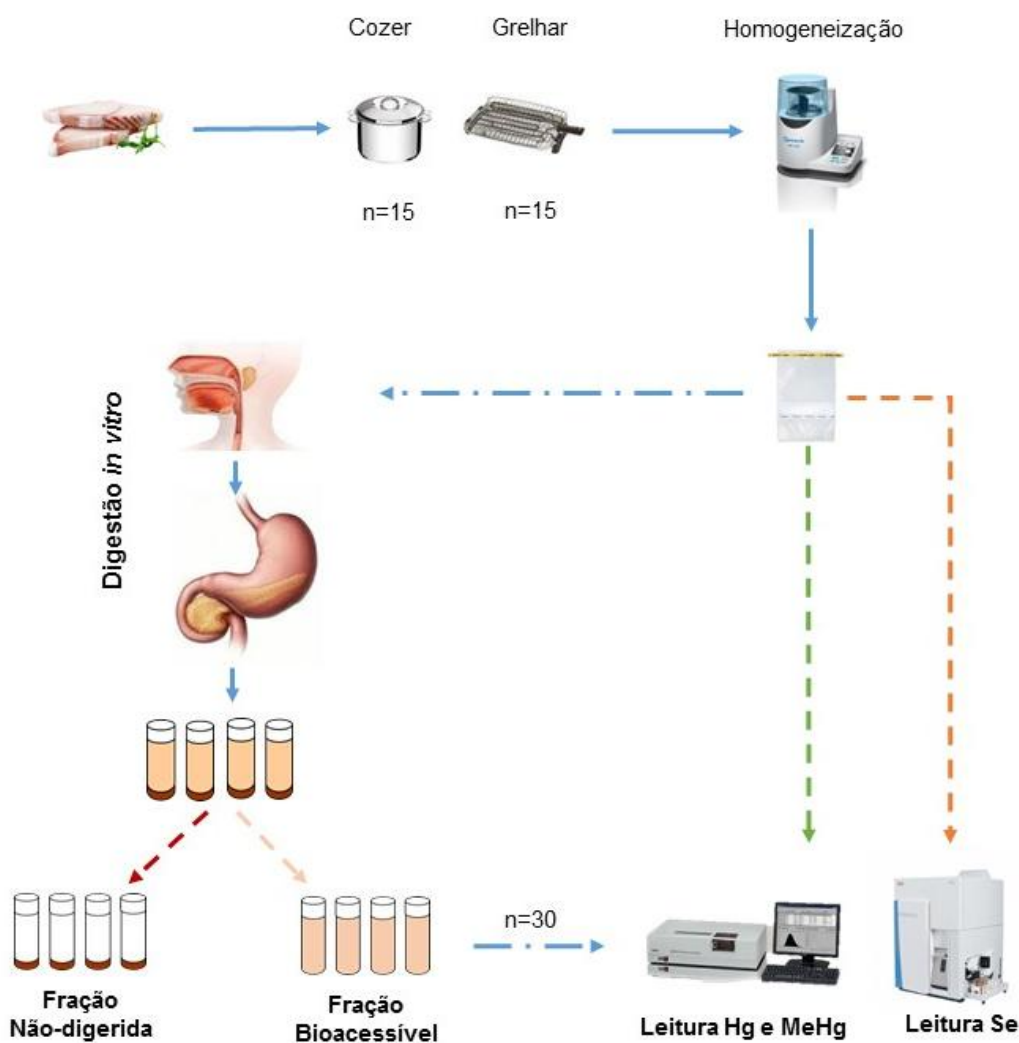 Cozer
Grelhar
Homogeneização
n=15
n=15
Digestão in vitro
n=30
Fração
Não-digerida
Fração
Bioacessível
Leitura Hg e MeHg
Leitura Se